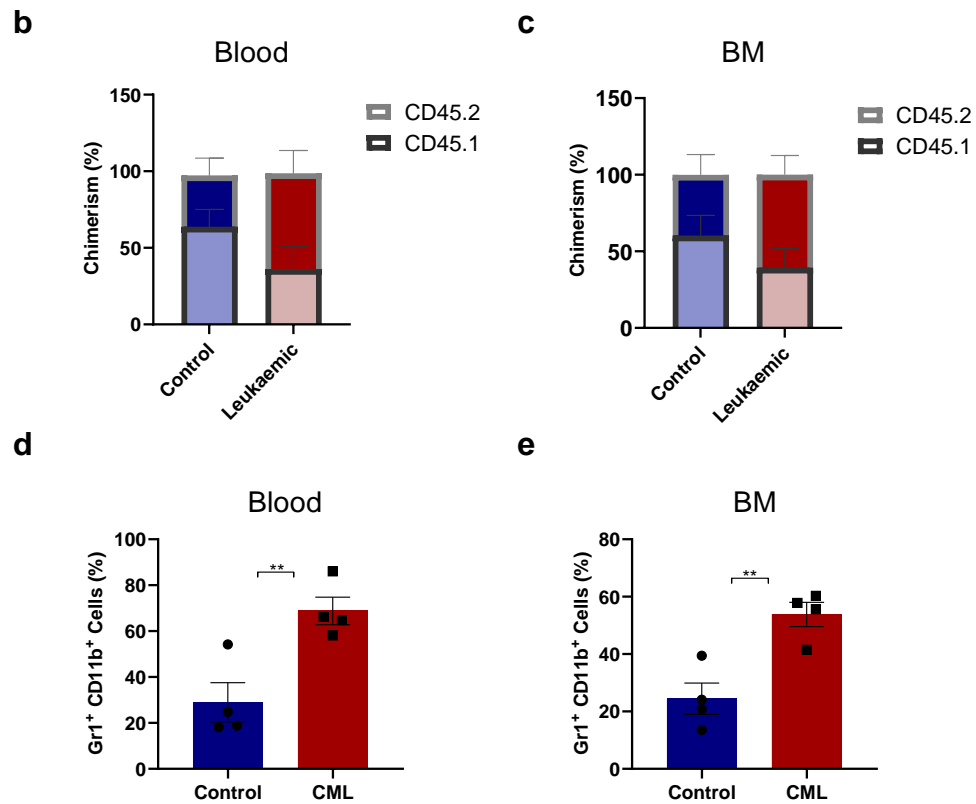 b
Blood
Chimerism (%)
150
100
50
0
Control
Leukaemic
CD45.2
CD45.1
c
BM
Chimerism (%)
150
100
50
0
Control
Leukaemic
CD45.2
CD45.1
d
Blood
Gr1⁺ CD11b⁺ Cells (%)
100
80
60
40
20
0
**
Control
CML
e
BM
Gr1⁺ CD11b⁺ Cells (%)
80
60
40
20
0
**
Control
CML